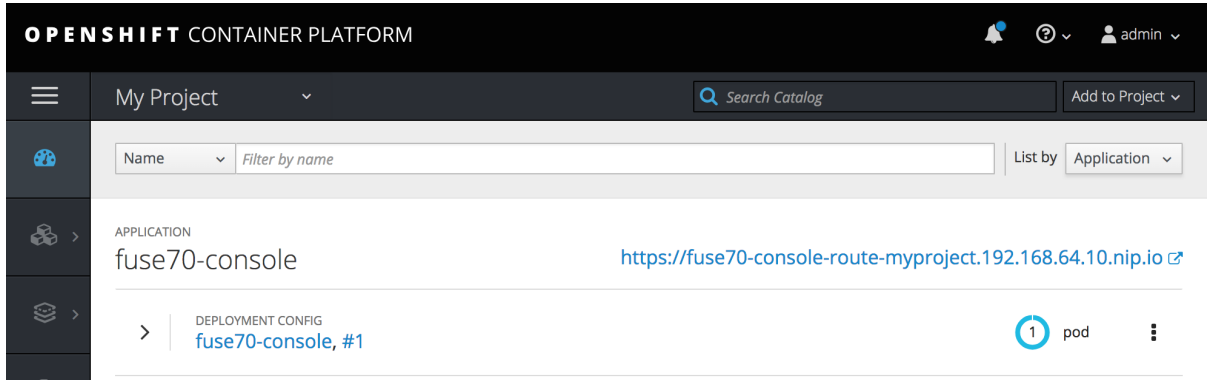 OPENSHIFT CONTAINER PLATFORM
admin
My Project
Search Catalog
Add to Project
Name
Filter by name
List by
Application
APPLICATION
fuse70-console
https://fuse70-console-route-myproject.192.168.64.10.nip.io
DEPLOYMENT CONFIG
fuse70-console, #1
1
pod